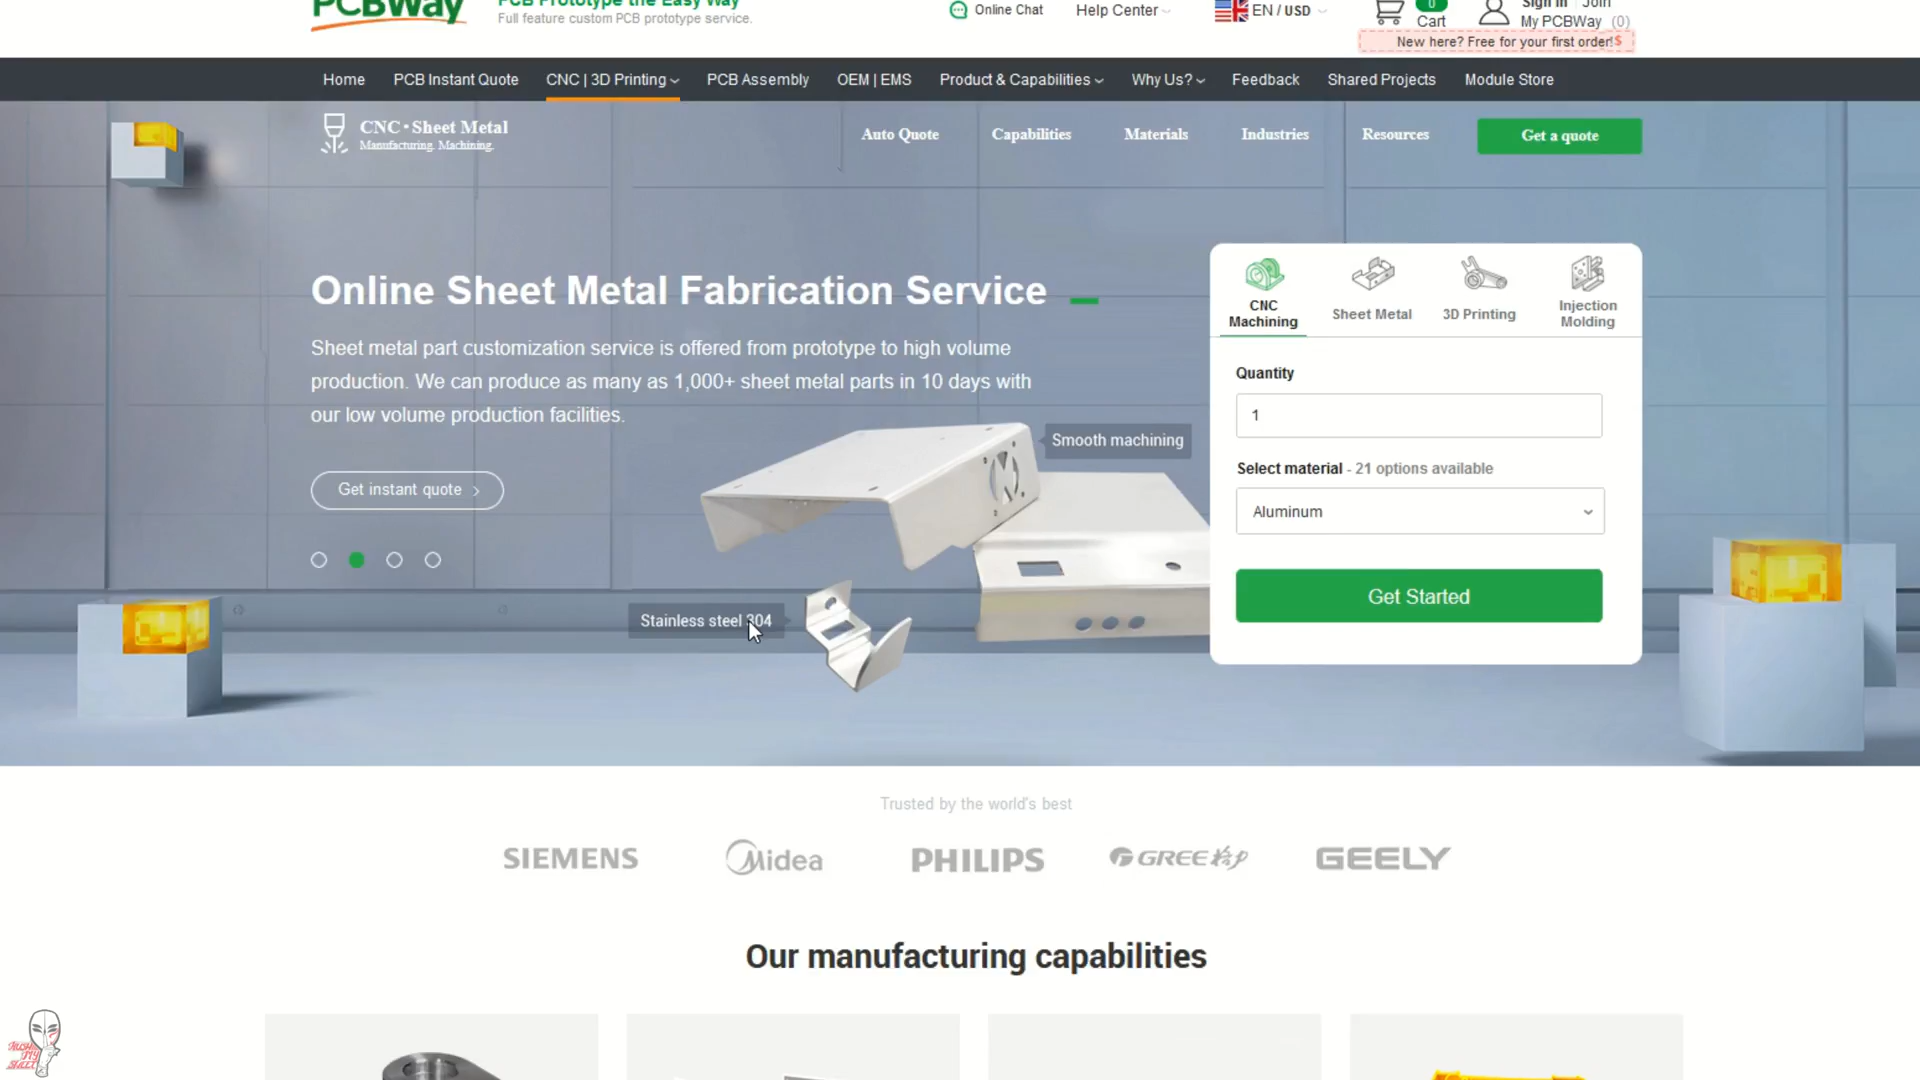 PCBWay
PCB Prototype the Easy Way
Full feature custom PCB prototype service.
Online Chat
Help Center
EN / USD
0
Cart
Sign In | Join
My PCBWay (0)
New here? Free for your first order!$
Home
PCB Instant Quote
CNC | 3D Printing
PCB Assembly
OEM | EMS
Product & Capabilities
Why Us?
Feedback
Shared Projects
Module Store
CNC·Sheet Metal
Manufacturing. Machining.
Auto Quote
Capabilities
Materials
Industries
Resources
Get a quote
Online Sheet Metal Fabrication Service
Sheet metal part customization service is offered from prototype to high volume
production. We can produce as many as 1,000+ sheet metal parts in 10 days with
our low volume production facilities.
Get instant quote >
Smooth machining
Stainless steel 304
CNC
Machining
Sheet Metal
3D Printing
Injection
Molding
Quantity
1
Select material - 21 options available
Aluminum
Get Started
Trusted by the world's best
SIEMENS
Midea
PHILIPS
GREE格力
GEELY
Our manufacturing capabilities
HUSH
MY
SHEET